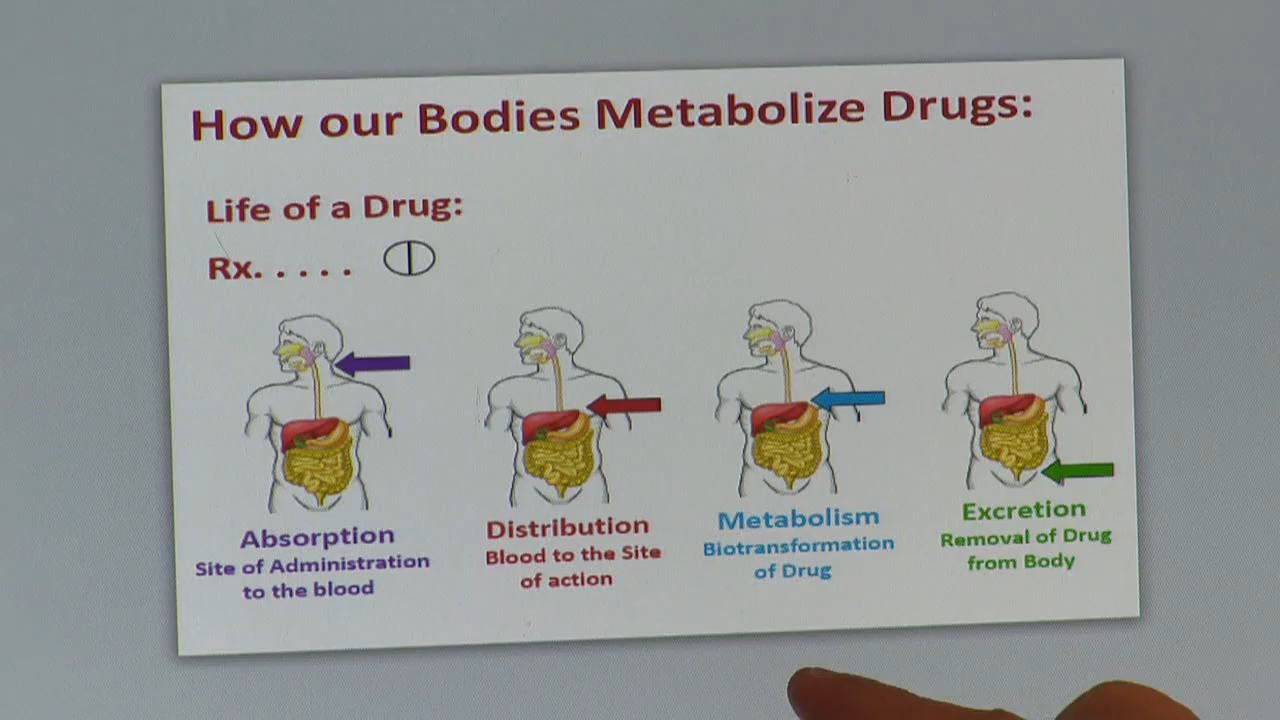 How our Bodies Metabolize Drugs:
Life of a Drug:
Rx. . . . .
Absorption
Site of Administration
to the blood
Distribution
Blood to the Site
of action
Metabolism
Biotransformation
of Drug
Excretion
Removal of Drug
from Body